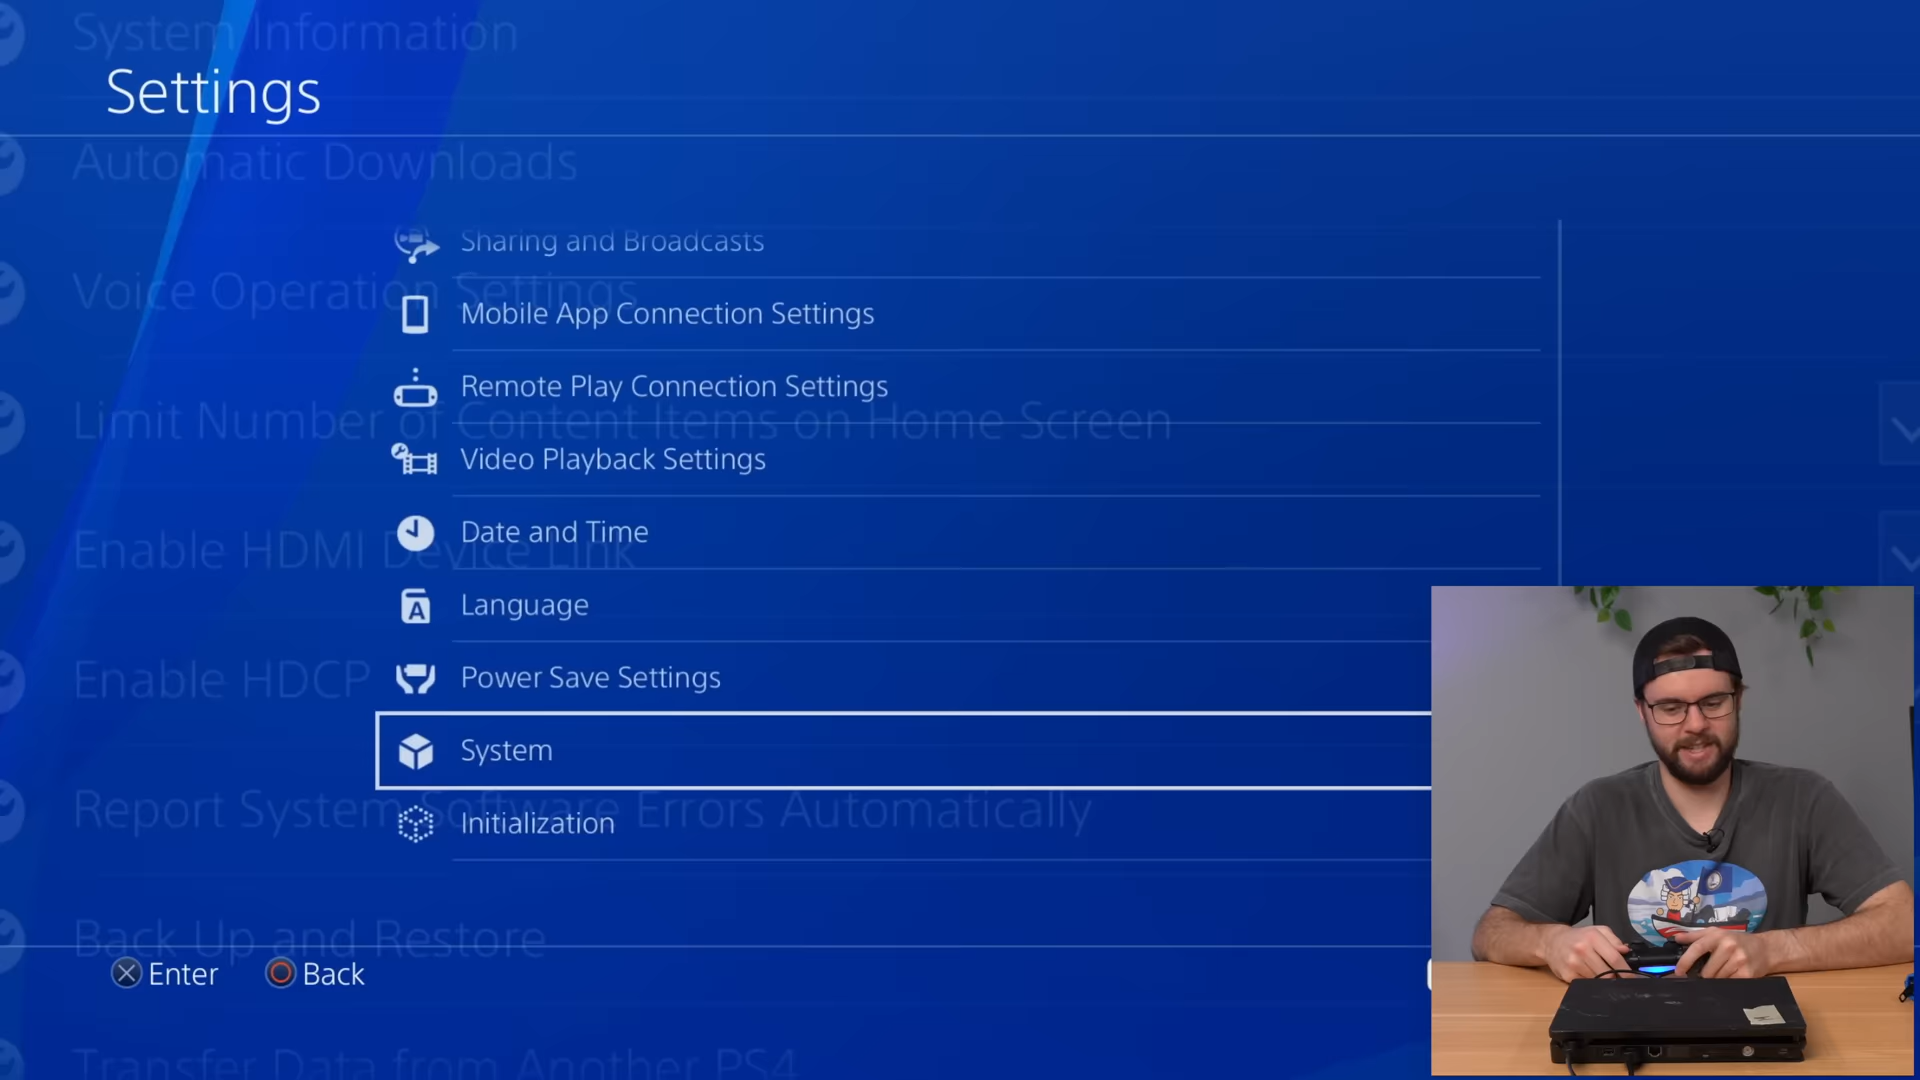 System Information
Settings
Automatic Downloads
Sharing and Broadcasts
Voice Operation Settings
Mobile App Connection Settings
Remote Play Connection Settings
Limit Number of Content Items on Home Screen
Video Playback Settings
Date and Time
Enable HDMI Device Link
Language
Enable HDCP
Power Save Settings
System
Report System Software Errors Automatically
Initialization
Back Up and Restore
Enter
Back
Transfer Data from Another PS4